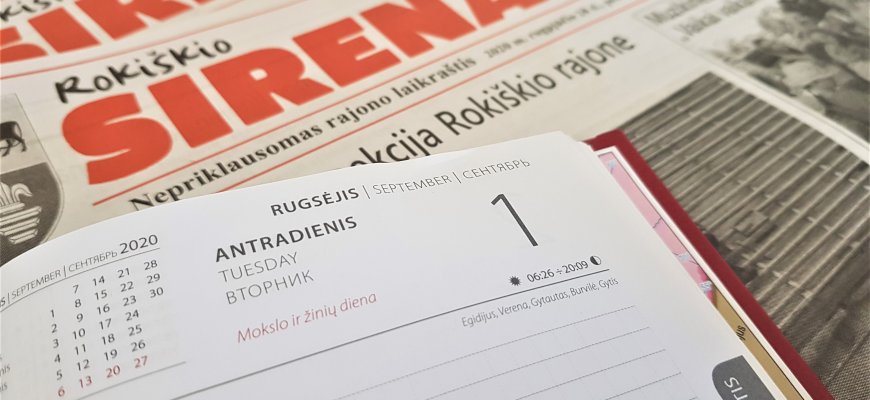 Rokiškio
SIRENA
Nepriklausomas rajono laikraštis
2020 m. rugsėjo
akcija Rokiškio rajone
RUGSĖJIS | SEPTEMBER | СЕНТЯБРЬ
1
ANTRADIENIS
TUESDAY
ВТОРНИК
06:26 ÷ 20:09
Mokslo ir žinių diena
Egidijus, Verena, Gytautas, Burvilė, Gytis
| SEPTEMBER | СЕНТЯБРЬ 2020
7 14 21 28
1 8 15 22 29
2 9 16 23 30
3 10 17 24
4 11 18 25
5 12 19 26
6 13 20 27